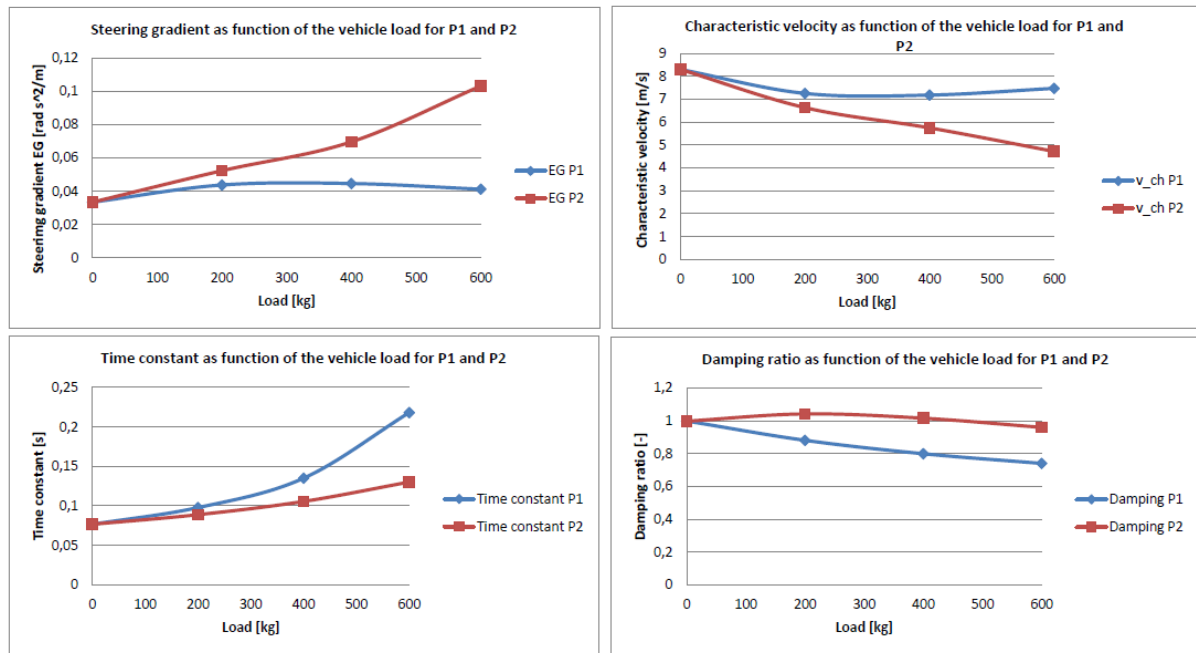 Steering gradient as function of the vehicle load for P1 and P2
Steerimg gradient EG [rad s^2/m]
0,12
0,1
0,08
0,06
0,04
0,02
0
0 100 200 300 400 500 600
Load [kg]
EG P1
EG P2
Characteristic velocity as function of the vehicle load for P1 and
P2
Characteristic velocity [m/s]
9
8
7
6
5
4
3
2
1
0
0 100 200 300 400 500 600
Load [kg]
v_ch P1
v_ch P2
Time constant as function of the vehicle load for P1 and P2
Time constant [s]
0,25
0,2
0,15
0,1
0,05
0
0 100 200 300 400 500 600
Load [kg]
Time constant P1
Time constant P2
Damping ratio as function of the vehicle load for P1 and P2
Damping ratio [-]
1,2
1
0,8
0,6
0,4
0,2
0
0 100 200 300 400 500 600
Load [kg]
Damping P1
Damping P2